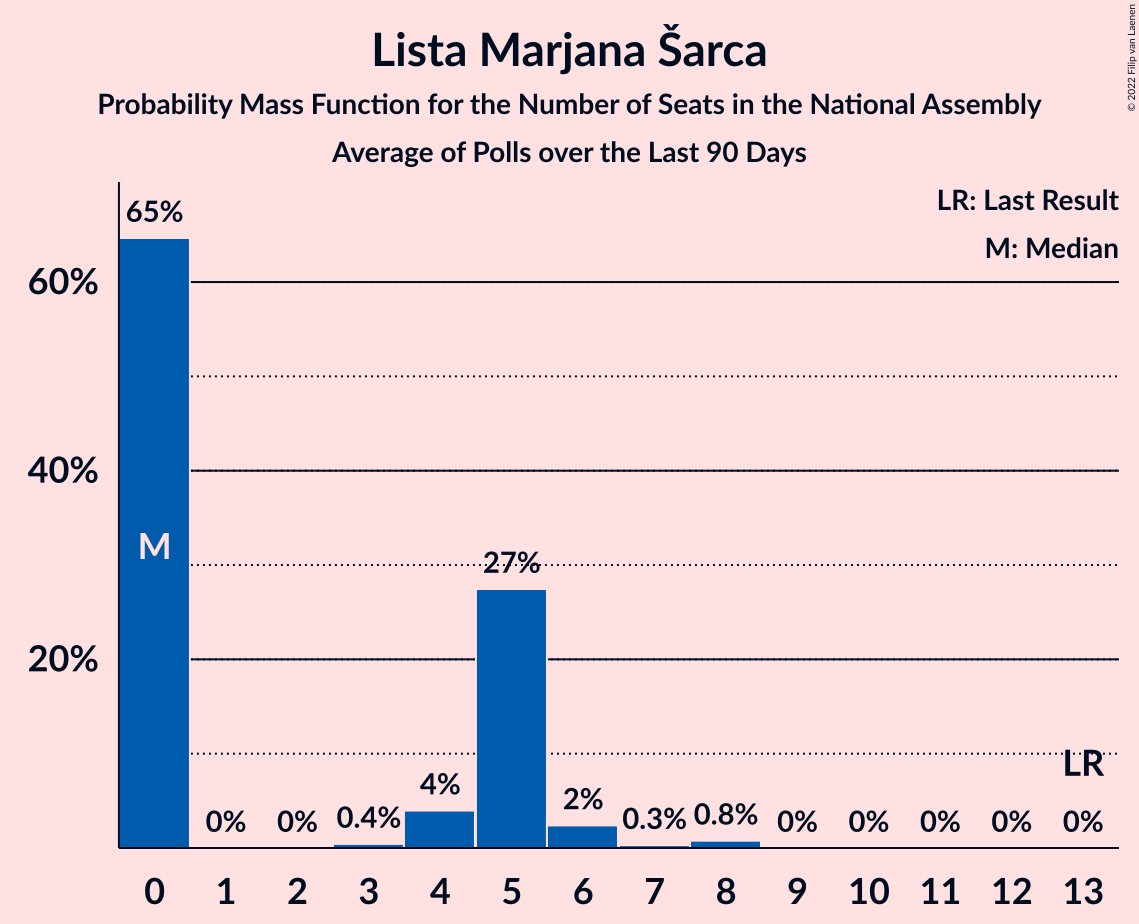 Lista Marjana Šarca
Probability Mass Function for the Number of Seats in the National Assembly
Average of Polls over the Last 90 Days
© 2022 Filip van Laenen
LR: Last Result
M: Median
65%
60%
40%
M
27%
20%
LR
4%
2%
0% 0% 0.4% 0.3% 0.8% 0% 0% 0% 0% 0%
0 1 2 3 4 5 6 7 8 9 10 11 12 13